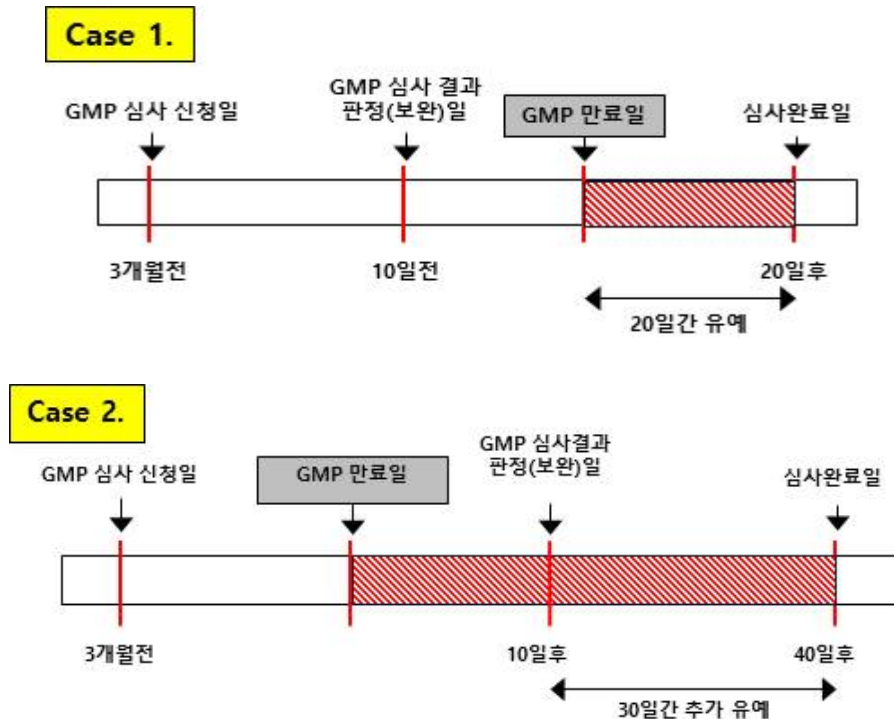 Case 1.
GMP 심사 신청일
GMP 심사 결과
판정(보완)일
GMP 만료일
심사완료일
3개월전
10일전
20일후
20일간 유예
Case 2.
GMP 심사 신청일
GMP 만료일
GMP 심사결과
판정(보완)일
심사완료일
3개월전
10일후
40일후
30일간 추가 유예